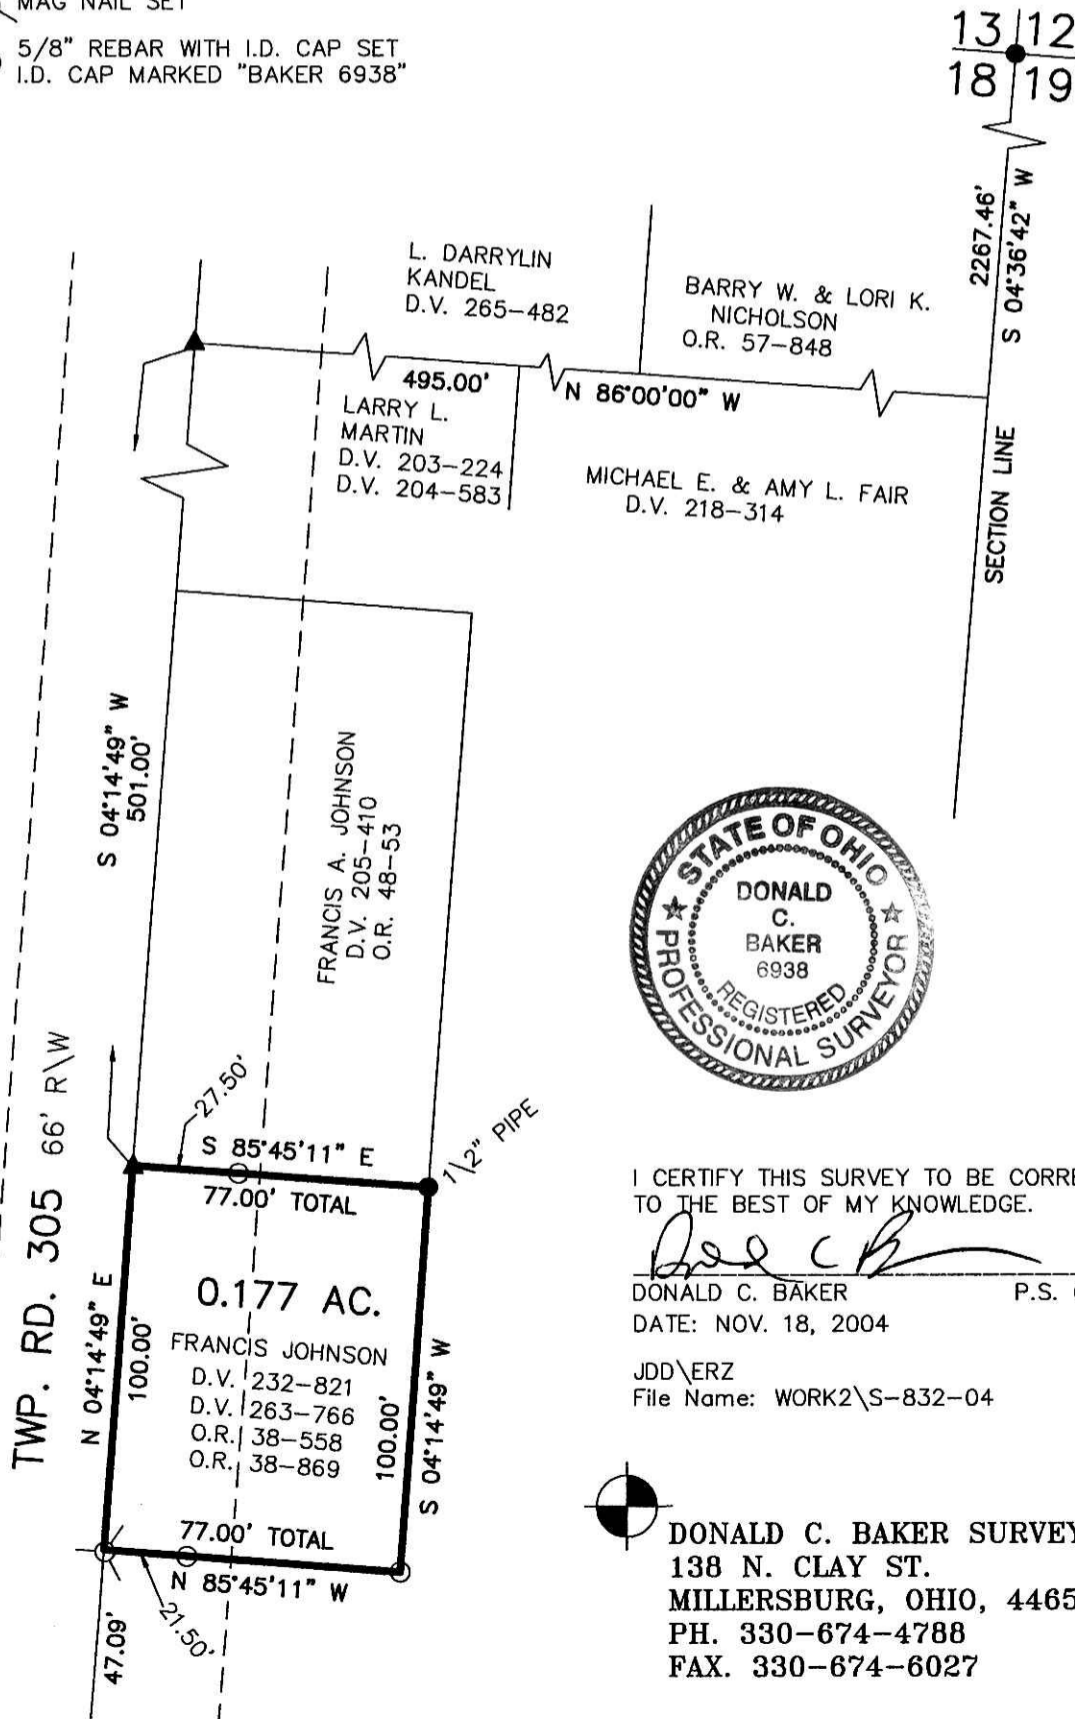 MAG NAIL SET
5/8" REBAR WITH I.D. CAP SET
I.D. CAP MARKED "BAKER 6938"
13 12
18 19
2267.46'
S 04°36'42" W
SECTION LINE
L. DARRYLIN
KANDEL
D.V. 265-482
BARRY W. & LORI K.
NICHOLSON
O.R. 57-848
495.00'
N 86°00'00" W
LARRY L.
MARTIN
D.V. 203-224
D.V. 204-583
MICHAEL E. & AMY L. FAIR
D.V. 218-314
S 04°14'49" W
501.00'
FRANCIS A. JOHNSON
D.V. 205-410
O.R. 48-53
TWP. RD. 305 66' R\W
27.50'
S 85°45'11" E
77.00' TOTAL
1\2" PIPE
N 04°14'49" E
100.00'
0.177 AC.
FRANCIS JOHNSON
D.V. 232-821
D.V. 263-766
O.R. 38-558
O.R. 38-869
100.00'
S 04°14'49" W
77.00' TOTAL
N 85°45'11" W
21.50'
47.09'
STATE OF OHIO
DONALD
C.
BAKER
6938
REGISTERED
PROFESSIONAL SURVEYOR
I CERTIFY THIS SURVEY TO BE CORRE
TO THE BEST OF MY KNOWLEDGE.
DONALD C. BAKER P.S.
DATE: NOV. 18, 2004
JDD\ERZ
File Name: WORK2\S-832-04
DONALD C. BAKER SURVEY
138 N. CLAY ST.
MILLERSBURG, OHIO, 4465
PH. 330-674-4788
FAX. 330-674-6027